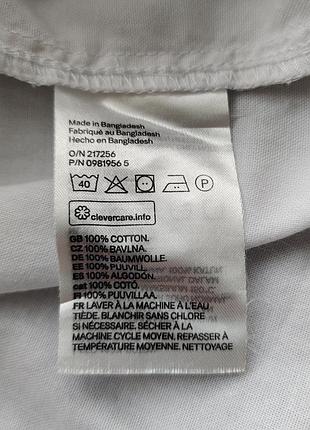 Made in Bangladesh
Fabriqué au Bangladesh
Hecho en Bangladesh
O/N 217256
P/N 0981956 5
40 P
clevercare.info
GB 100% COTTON.
CZ 100% BAVLNA.
DE 100% BAUMWOLLE.
EE 100% PUUVILL.
ES 100% ALGODÓN.
cat 100% COTÓ.
FI 100% PUUVILLAA.
FR LAVER À LA MACHINE À L'EAU,
TIÈDE, BLANCHIR SANS CHLORE
SI NÉCESSAIRE. SÉCHER À LA
MACHINE CYCLE MOYEN. REPASSER À
TEMPÉRATURE MOYENNE. NETTOYAGE